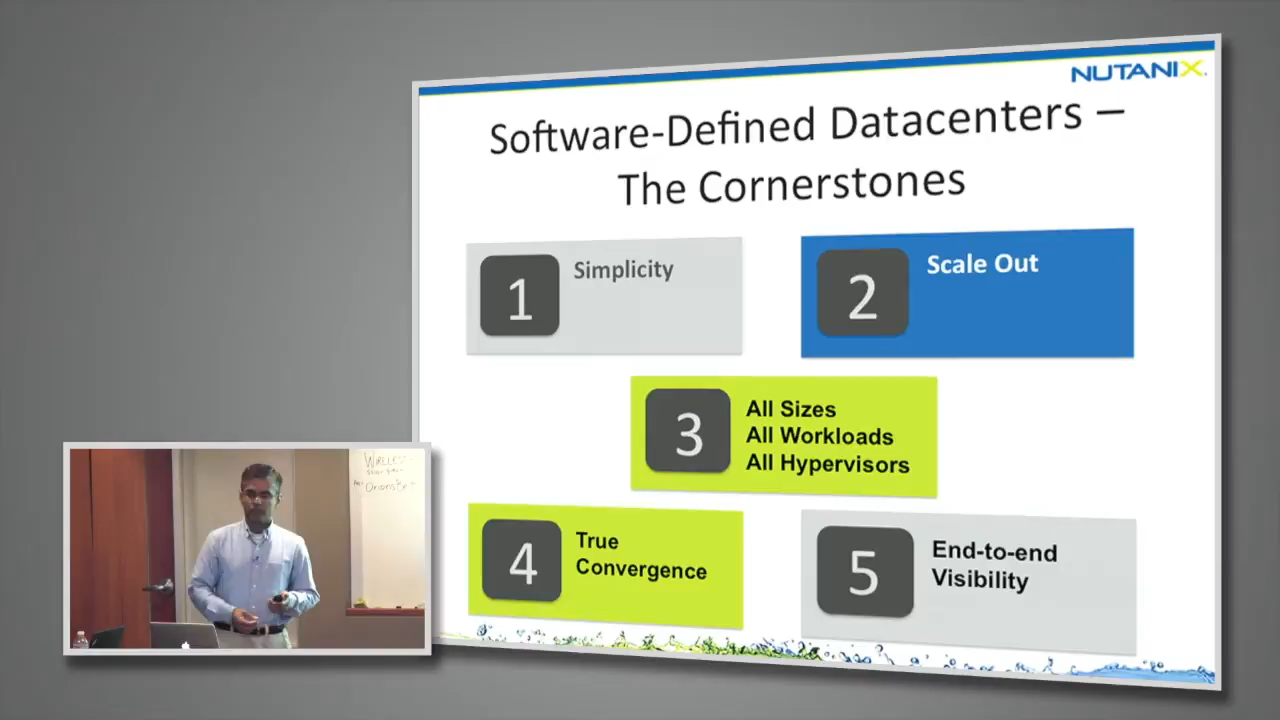 NUTANIX
Software-Defined Datacenters –
The Cornerstones
1
Simplicity
2
Scale Out
3
All Sizes
All Workloads
All Hypervisors
4
True
Convergence
5
End-to-end
Visibility
WIRELESS